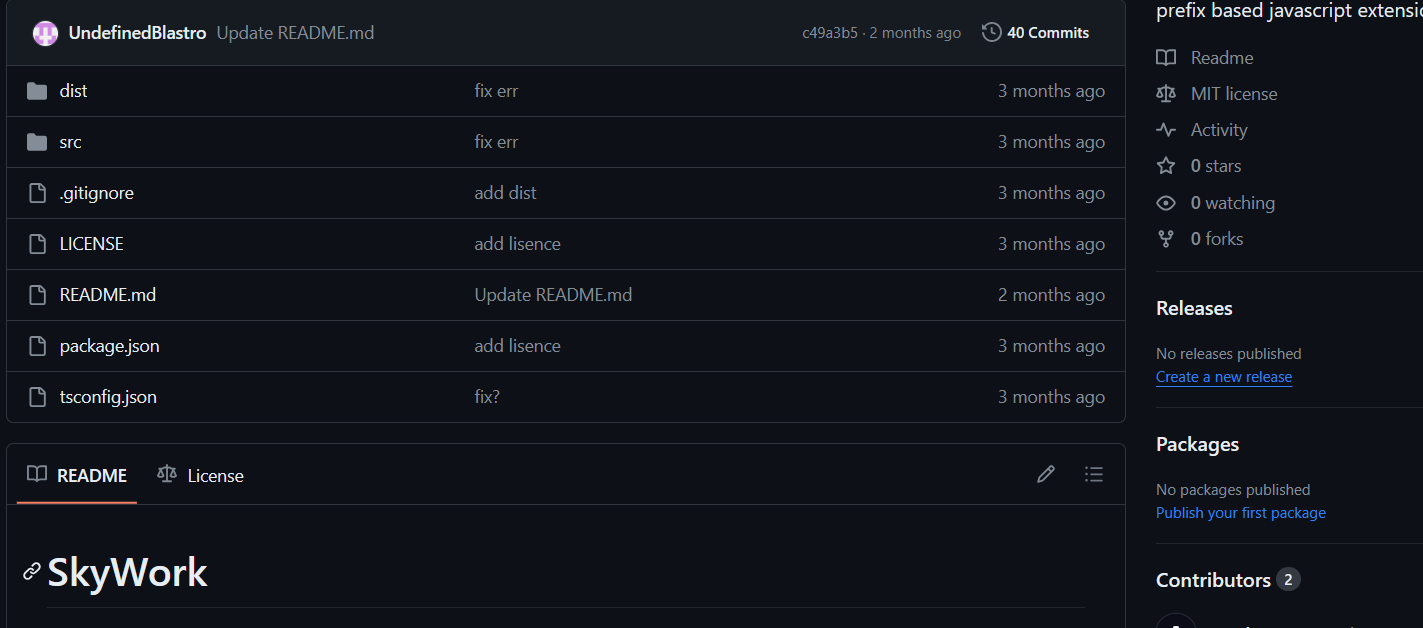 UndefinedBlastro Update README.md c49a3b5 · 2 months ago 40 Commits
dist fix err 3 months ago
src fix err 3 months ago
.gitignore add dist 3 months ago
LICENSE add lisence 3 months ago
README.md Update README.md 2 months ago
package.json add lisence 3 months ago
tsconfig.json fix? 3 months ago
README License
SkyWork
prefix based javascript
Readme
MIT license
Activity
0 stars
0 watching
0 forks
Releases
No releases published
Create a new release
Packages
No packages published
Publish your first package
Contributors 2